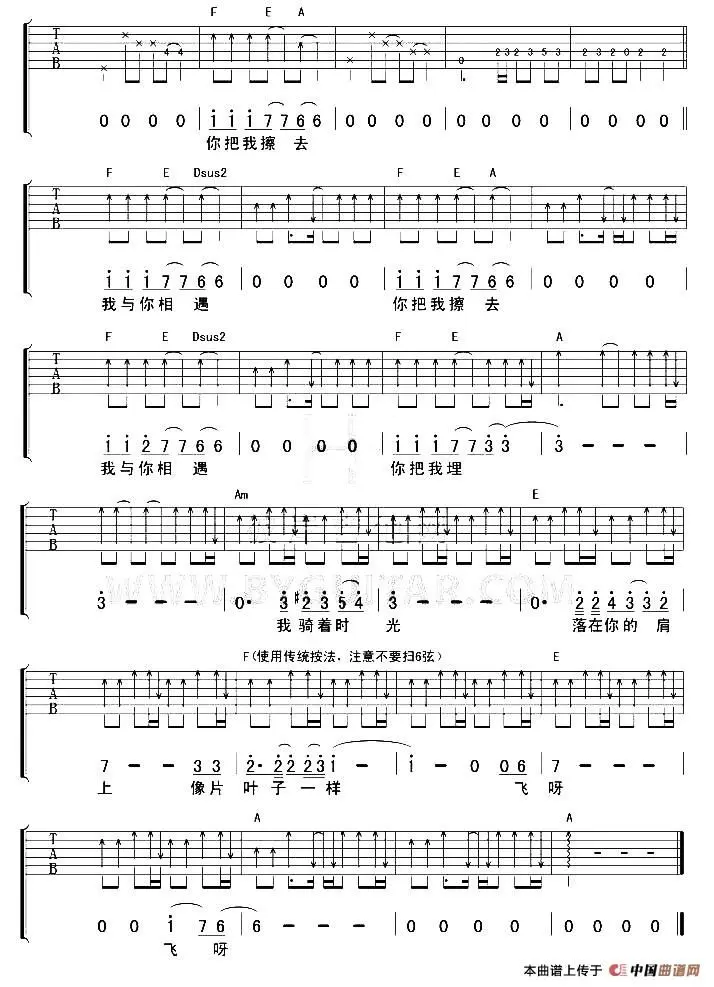 F E A
T A B 4 4 0 2 3 2 3 5 3 2 3 2 0 2 2
0 0 0 0 | i i i 7 7 6 6 | 0 0 0 0 | 0 0 0 0 | 0 0 0 0
你把我擦去
F E Dsus2 F E A
T A B
i i i 7 7 6 6 | 0 0 0 0 | i i i 7 7 6 6 | 0 0 0 0
我与你相遇 你把我擦去
F E Dsus2 F E A
T A B
i i 2 7 7 6 6 | 0 0 0 0 | i i i 7 7 3 3 | 3 - - -
我与你相遇 你把我埋
Am E
T A B
3 - - - | 0· 3 #2 3 5 4 | 3 - - - | 0· 2 2 4 3 3 2
WWW.BYGUITAR.COM
我骑着时光 落在你的肩
F(使用传统按法，注意不要扫6弦) E
T A B
7 - - 3 3 | 2· 2 2 2 3 i | i - 0 0 6 | 7 - - -
上 像片叶子一样 飞呀
A A
T A B
0 0 i 7 6 | 6 - - - | 0 0 0 0 | 0 0 0 0
飞呀
本曲谱上传于 中国曲谱网